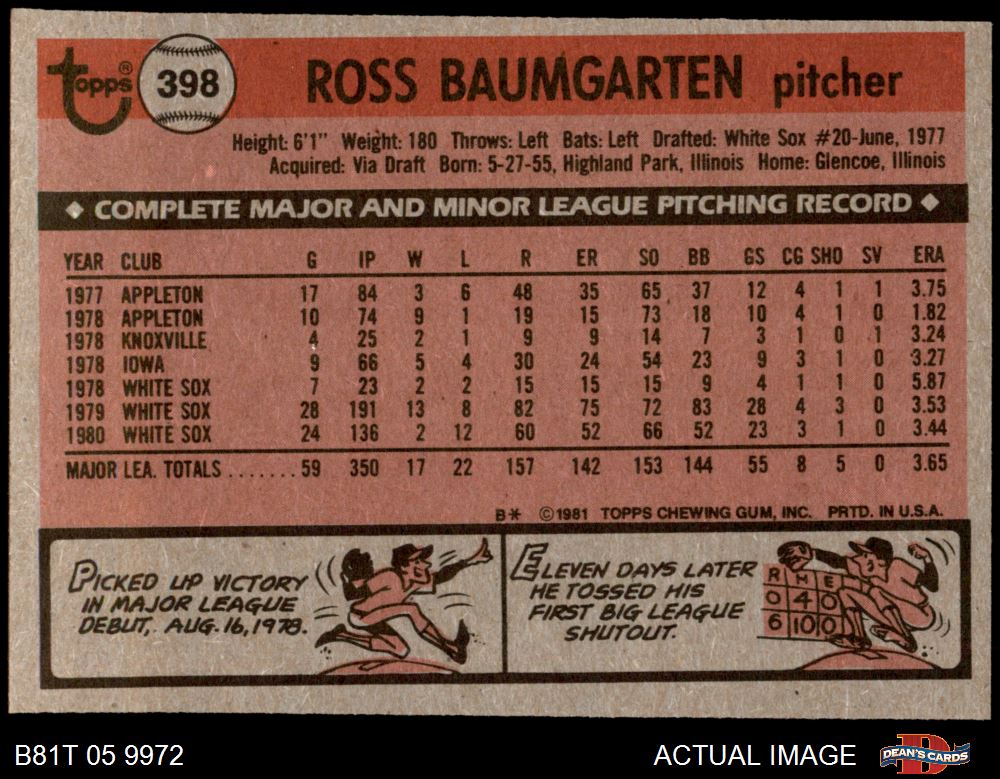 topps® 398 ROSS BAUMGARTEN pitcher
Height: 6'1" Weight: 180 Throws: Left Bats: Left Drafted: White Sox #20-June, 1977
Acquired: Via Draft Born: 5-27-55, Highland Park, Illinois Home: Glencoe, Illinois
◆ COMPLETE MAJOR AND MINOR LEAGUE PITCHING RECORD ◆
YEAR CLUB G IP W L R ER SO BB GS CG SHO SV ERA
1977 APPLETON 17 84 3 6 48 35 65 37 12 4 1 1 3.75
1978 APPLETON 10 74 9 1 19 15 73 18 10 4 1 0 1.82
1978 KNOXVILLE 4 25 2 1 9 9 14 7 3 1 0 1 3.24
1978 IOWA 9 66 5 4 30 24 54 23 9 3 1 0 3.27
1978 WHITE SOX 7 23 2 2 15 15 15 9 4 1 1 0 5.87
1979 WHITE SOX 28 191 13 8 82 75 72 83 28 4 3 0 3.53
1980 WHITE SOX 24 136 2 12 60 52 66 52 23 3 1 0 3.44
MAJOR LEA. TOTALS ....... 59 350 17 22 157 142 153 144 55 8 5 0 3.65
B* ©1981 TOPPS CHEWING GUM, INC. PRTD. IN U.S.A.
PICKED UP VICTORY
IN MAJOR LEAGUE
DEBUT, AUG. 16, 1978.
ELEVEN DAYS LATER
HE TOSSED HIS
FIRST BIG LEAGUE
SHUTOUT.
R H E
0 4 0
6 10 0
B81T 05 9972 ACTUAL IMAGE DEAN'S CARDS